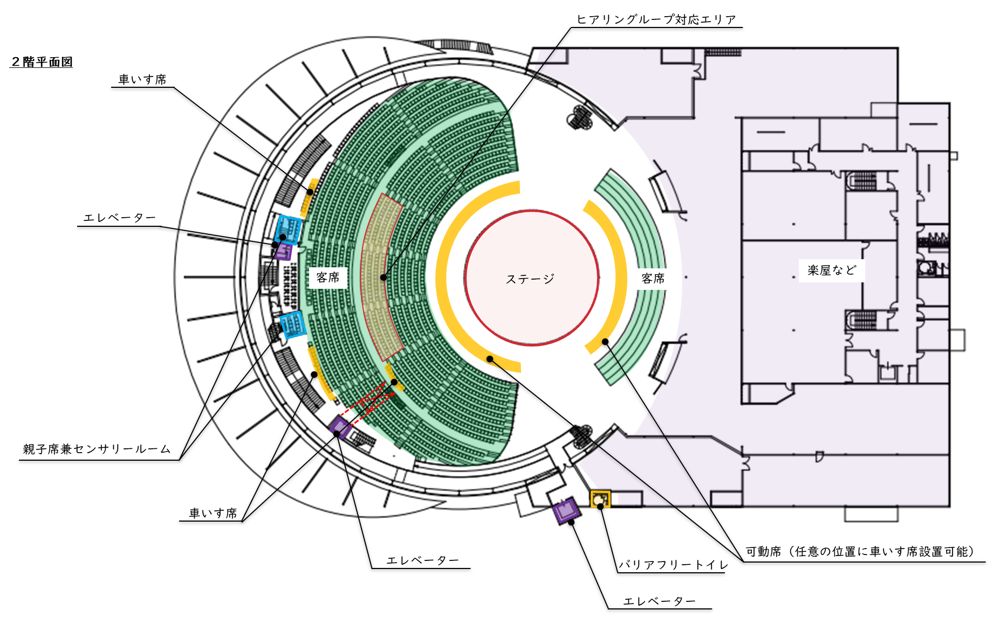 ヒアリングループ対応エリア
２階平面図
車いす席
エレベーター
客席
ステージ
客席
楽屋など
親子席兼センサリールーム
車いす席
エレベーター
可動席（任意の位置に車いす席設置可能）
バリアフリートイレ
エレベーター